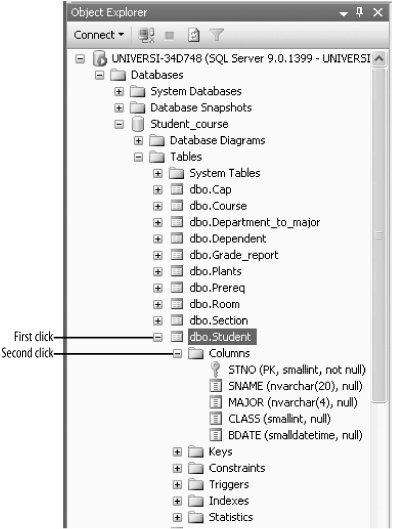 Object Explorer
Connect
UNIVERSI-34D748 (SQL Server 9.0.1399 - UNIVERSI
Databases
System Databases
Database Snapshots
Student_course
Database Diagrams
Tables
System Tables
dbo.Cap
dbo.Course
dbo.Department_to_major
dbo.Dependent
dbo.Grade_report
dbo.Plants
dbo.Prereq
dbo.Room
dbo.Section
First click dbo.Student
Second click Columns
STNO (PK, smallint, not null)
SNAME (nvarchar(20), null)
MAJOR (nvarchar(4), null)
CLASS (smallint, null)
BDATE (smalldatetime, null)
Keys
Constraints
Triggers
Indexes
Statistics